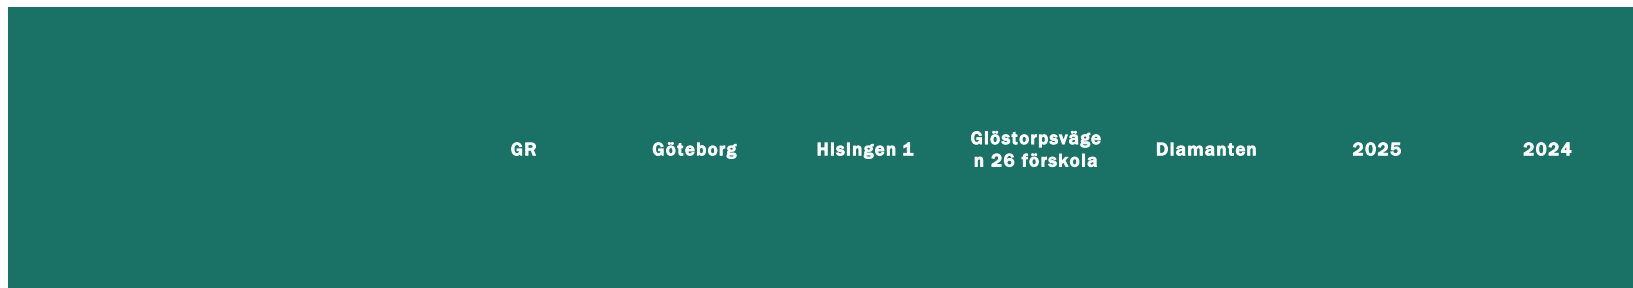 GR
Göteborg
Hisingen 1
Glöstorpsväge
n 26 förskola
Diamanten
2025
2024